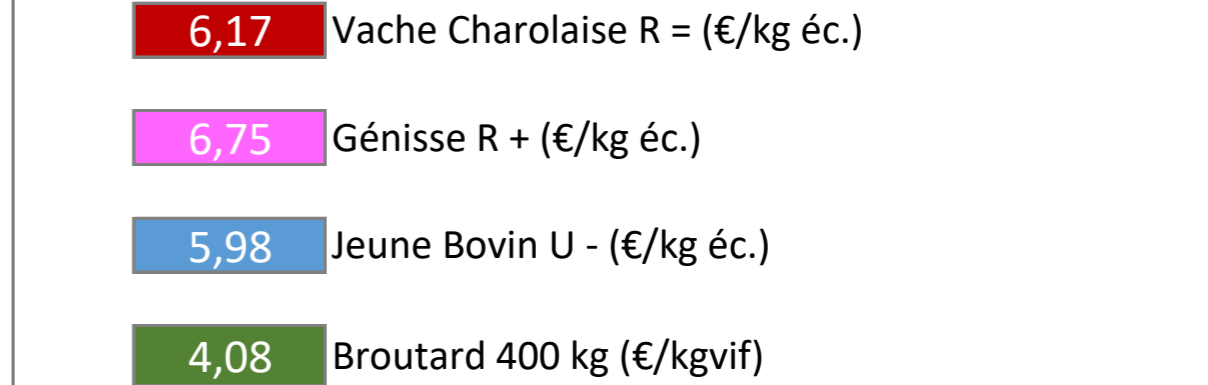 6,17 Vache Charolaise R = (€/kg éc.)
6,75 Génisse R + (€/kg éc.)
5,98 Jeune Bovin U - (€/kg éc.)
4,08 Broutard 400 kg (€/kgvif)